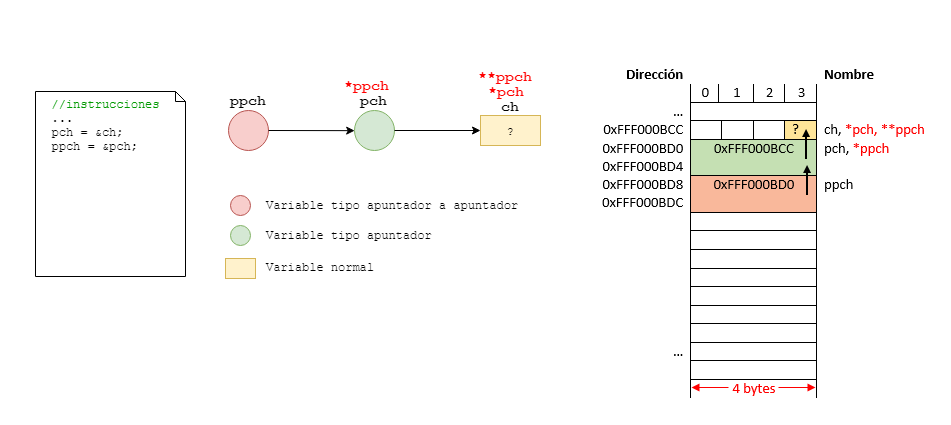 //instrucciones
...
pch = &ch;
ppch = &pch;
ppch
*ppch
pch
**ppch
*pch
ch
?
Variable tipo apuntador a apuntador
Variable tipo apuntador
Variable normal
Dirección
Nombre
0 1 2 3
...
0xFFF000BCC ? ch, *pch, **ppch
0xFFF000BD0 0xFFF000BCC pch, *ppch
0xFFF000BD4
0xFFF000BD8 0xFFF000BD0 ppch
0xFFF000BDC
...
4 bytes